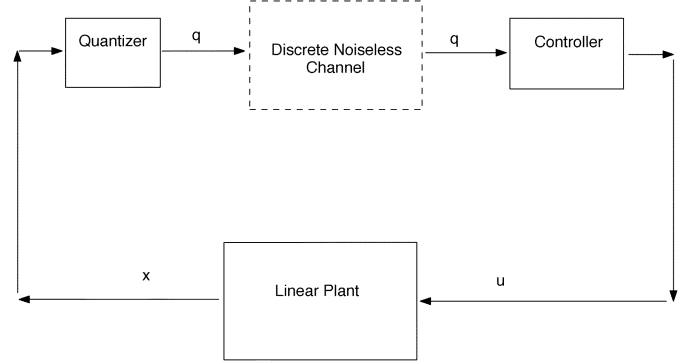 Quantizer
q
Discrete Noiseless
Channel
q
Controller
x
Linear Plant
u